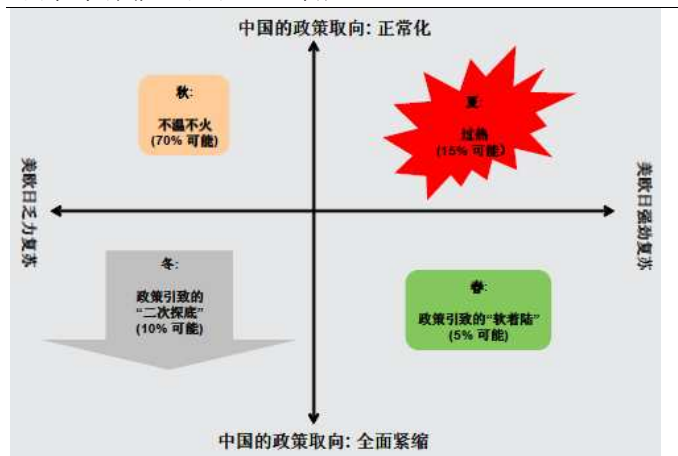 中国的政策取向: 正常化
秋:
不温不火
(70% 可能)
夏:
过热
(15% 可能)
美欧日乏力复苏
美欧日强劲复苏
冬:
政策引致的
“二次探底”
(10% 可能)
春:
政策引致的“软着陆”
(5% 可能)
中国的政策取向: 全面紧缩